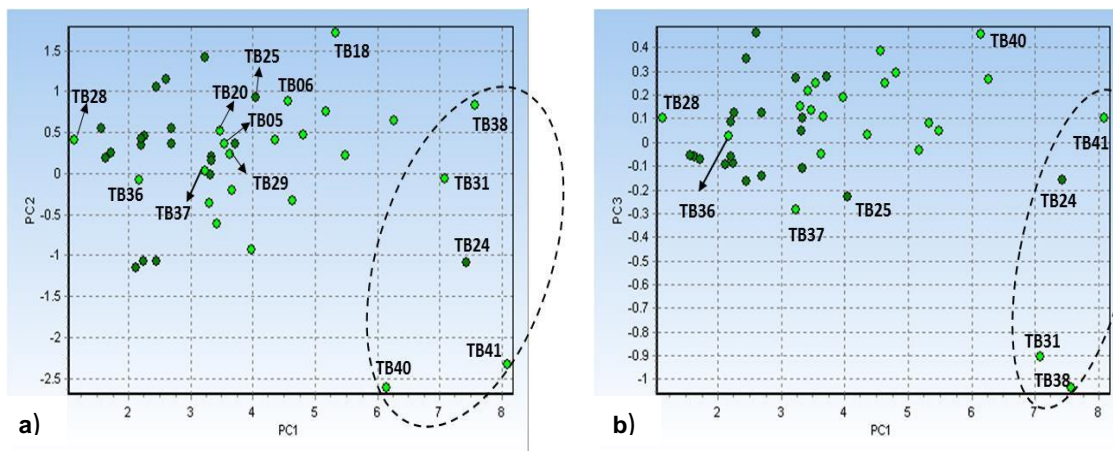 TB18
TB25
TB20
TB06
TB28
TB38
TB05
TB31
TB29
TB36
TB37
TB24
TB41
TB40
1.5
1
0.5
0
-0.5
-1
-1.5
-2
-2.5
PC2
2 3 4 5 6 7 8
PC1
a)
TB40
TB28
TB41
TB24
TB36
TB25
TB37
TB31
TB38
0.4
0.3
0.2
0.1
0
-0.1
-0.2
-0.3
-0.4
-0.5
-0.6
-0.7
-0.8
-0.9
-1
PC3
2 3 4 5 6 7 8
PC1
b)